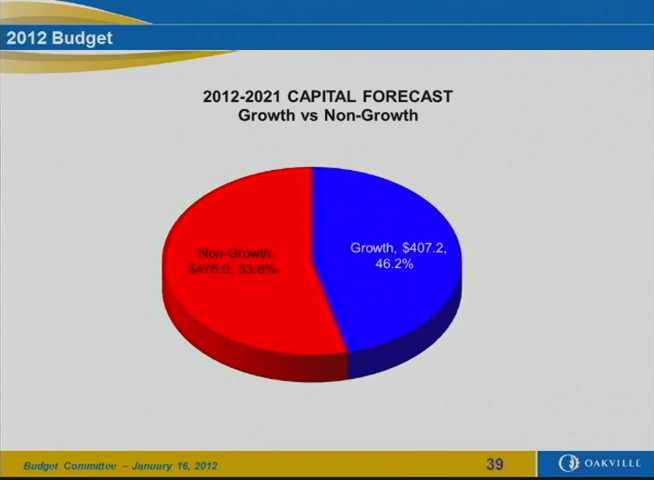 2012 Budget
2012-2021 CAPITAL FORECAST
Growth vs Non-Growth
Non-Growth,
$475.0, 53.8%
Growth, $407.2,
46.2%
Budget Committee – January 16, 2012
39
OAKVILLE